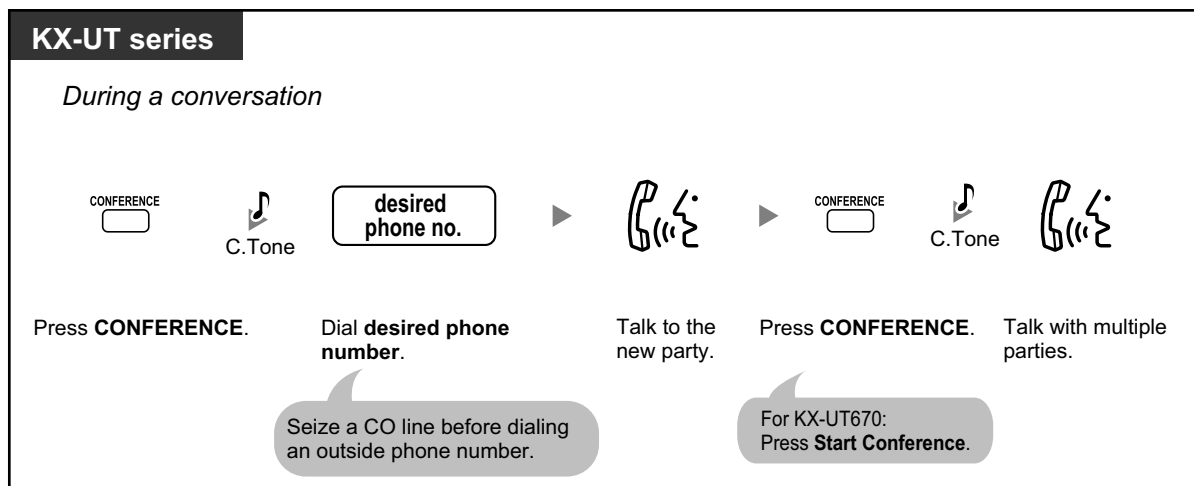 KX-UT series
During a conversation
CONFERENCE
C.Tone
desired
phone no.
CONFERENCE
C.Tone
Press CONFERENCE.
Dial desired phone
number.
Talk to the
new party.
Press CONFERENCE.
Talk with multiple
parties.
Seize a CO line before dialing
an outside phone number.
For KX-UT670:
Press Start Conference.